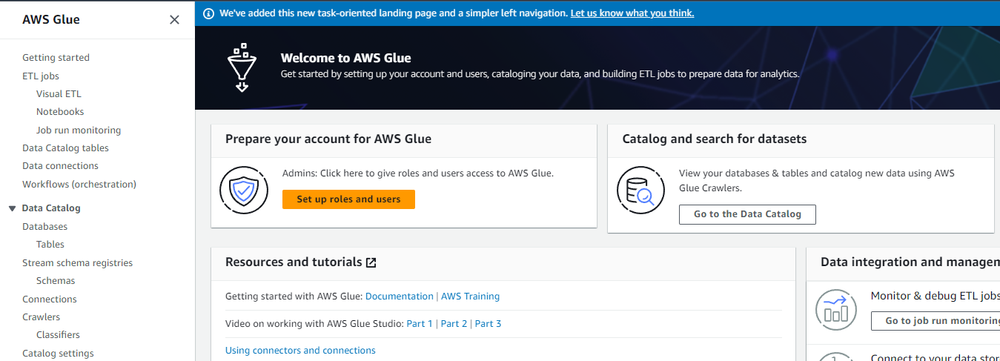 AWS Glue
Getting started
ETL jobs
Visual ETL
Notebooks
Job run monitoring
Data Catalog tables
Data connections
Workflows (orchestration)
Data Catalog
Databases
Tables
Stream schema registries
Schemas
Connections
Crawlers
Classifiers
Catalog settings
We've added this new task-oriented landing page and a simpler left navigation. Let us know what you think.
Welcome to AWS Glue
Get started by setting up your account and users, cataloging your data, and building ETL jobs to prepare data for analytics.
Prepare your account for AWS Glue
Admins: Click here to give roles and users access to AWS Glue.
Set up roles and users
Catalog and search for datasets
View your databases & tables and catalog new data using AWS
Glue Crawlers.
Go to the Data Catalog
Resources and tutorials
Getting started with AWS Glue: Documentation | AWS Training
Video on working with AWS Glue Studio: Part 1 | Part 2 | Part 3
Using connectors and connections
Data integration and managem
Monitor & debug ETL jobs
Go to job run monitoring
Connect to your data stor